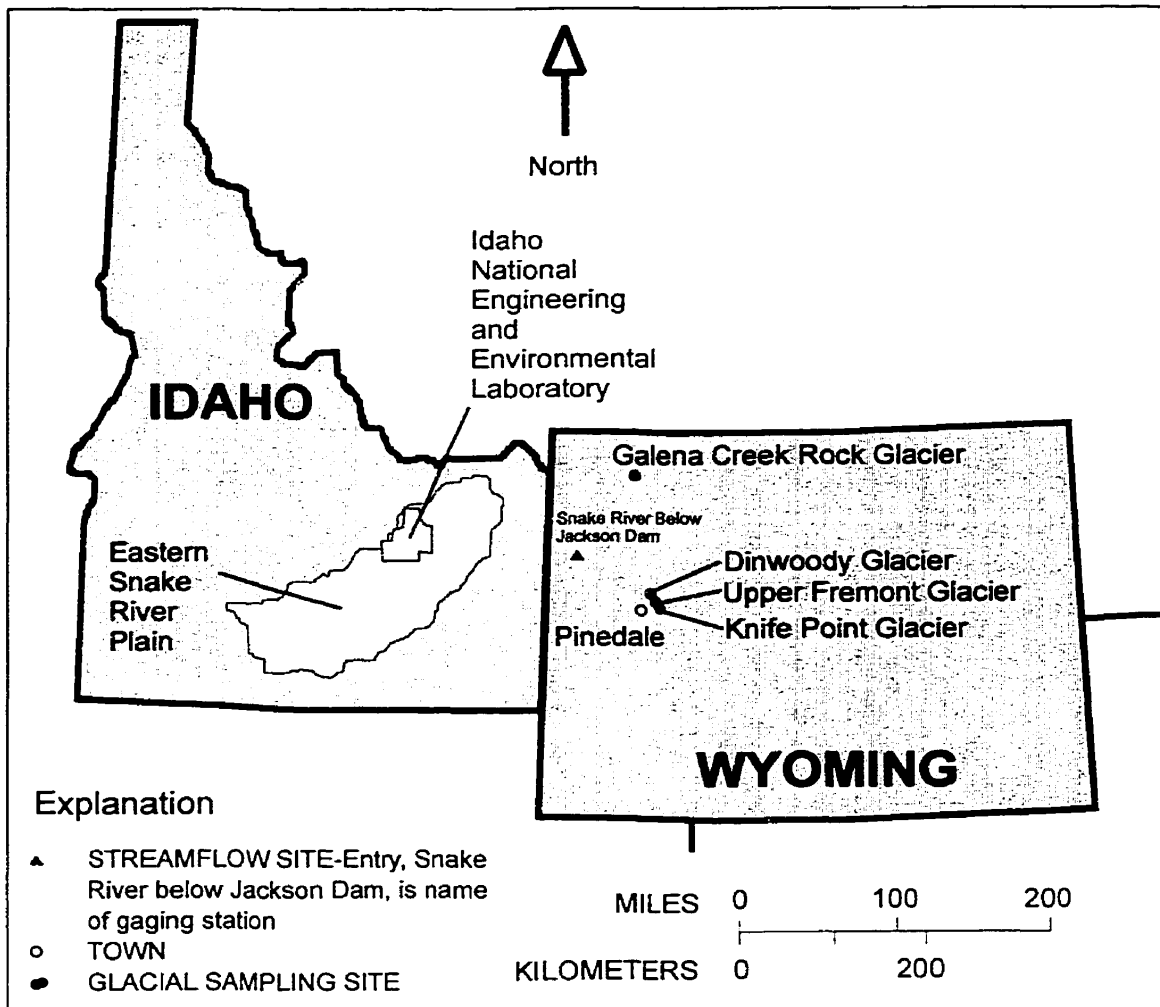 North
Idaho
National
Engineering
and
Environmental
Laboratory
IDAHO
Galena Creek Rock Glacier
Snake River Below
Jackson Dam
Eastern
Snake
River
Plain
Dinwoody Glacier
Upper Fremont Glacier
Knife Point Glacier
Pinedale
WYOMING
Explanation
STREAMFLOW SITE-Entry, Snake
River below Jackson Dam, is name
of gaging station
TOWN
GLACIAL SAMPLING SITE
MILES 0 100 200
KILOMETERS 0 200